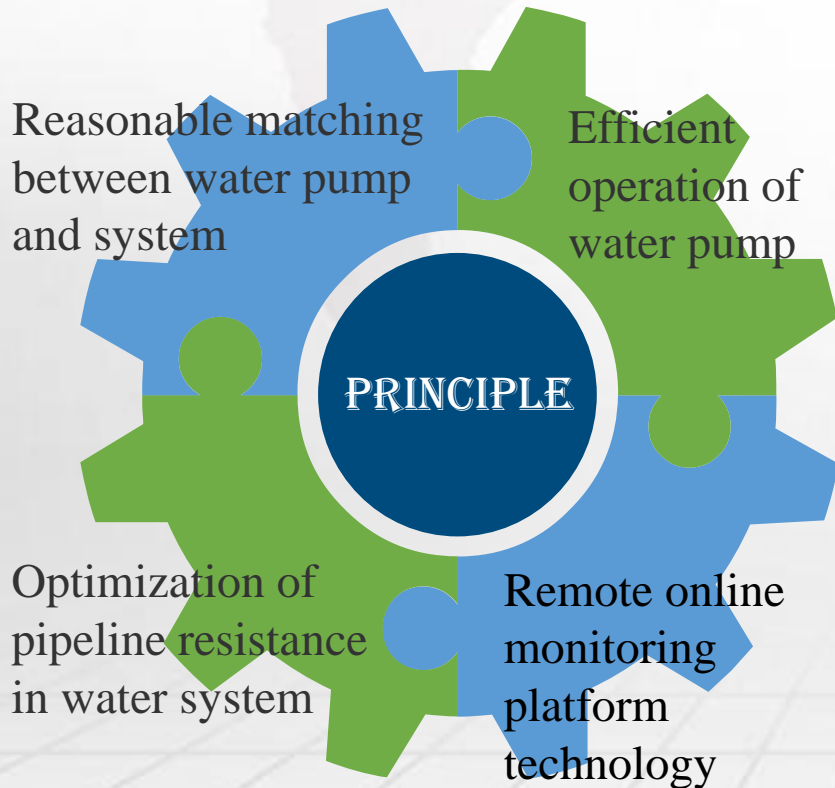 Reasonable matching
between water pump
and system
Efficient
operation of
water pump
PRINCIPLE
Optimization of
pipeline resistance
in water system
Remote online
monitoring
platform
technology